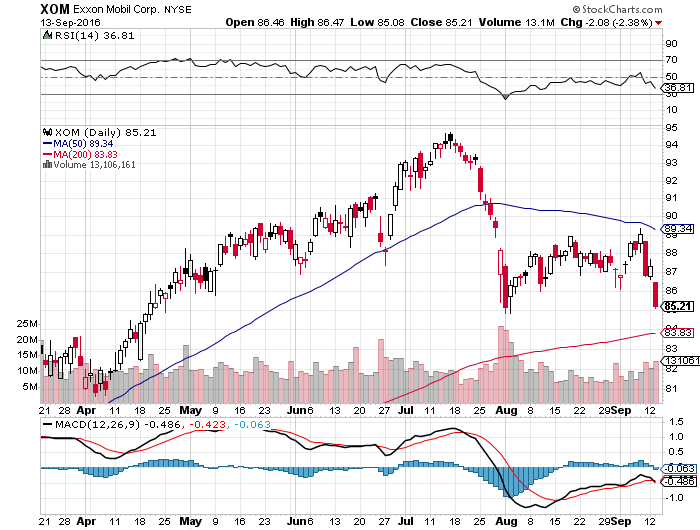 XOM Exxon Mobil Corp. NYSE © StockCharts.com
13-Sep-2016 Open 86.46 High 86.47 Low 85.08 Close 85.21 Volume 13.1M Chg -2.08 (-2.38%)
RSI(14) 36.81
90
70
50
36.81
30
10
XOM (Daily) 85.21
MA(50) 89.34
MA(200) 83.83
Volume 13,106,161
95
94
93
92
91
90
89.34
89
88
87
86
85.21
83.83
83
82
81
13106161
25M
20M
15M
10M
5M
21 28 Apr 11 18 25 May 9 16 23 Jun 6 13 20 27 Jul 11 18 25 Aug 8 15 22 29 Sep 12
MACD(12,26,9) -0.486, -0.423, -0.063
1.5
1.0
0.5
-0.063
-0.486
-1.0
21 28 Apr 11 18 25 May 9 16 23 Jun 6 13 20 27 Jul 11 18 25 Aug 8 15 22 29 Sep 12